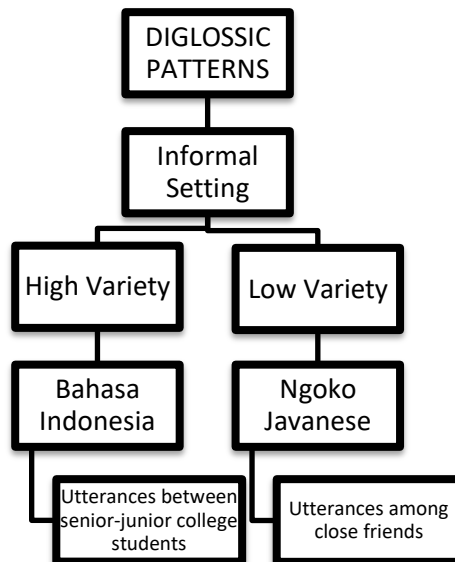 DIGLOSSIC
PATTERNS
Informal
Setting
High Variety
Low Variety
Bahasa
Indonesia
Ngoko
Javanese
Utterances between
senior-junior college
students
Utterances among
close friends